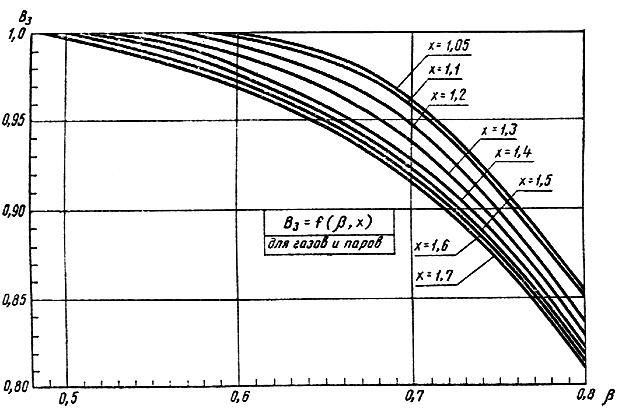 B₃
1,0
0,95
0,90
0,85
0,80
x=1,05
x=1,1
x=1,2
x=1,3
x=1,4
x=1,5
x=1,6
x=1,7
B₃=f(β,x)
для газов и паров
0,5
0,6
0,7
0,8
β